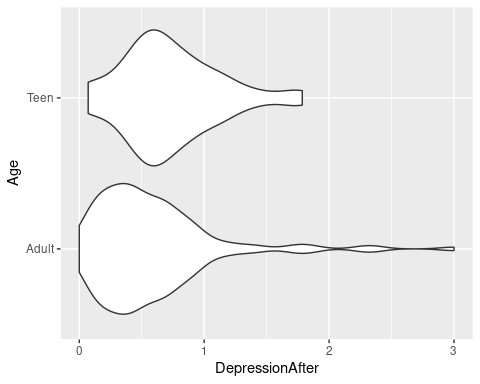 Teen
Age
Adult
0 1 2 3
DepressionAfter